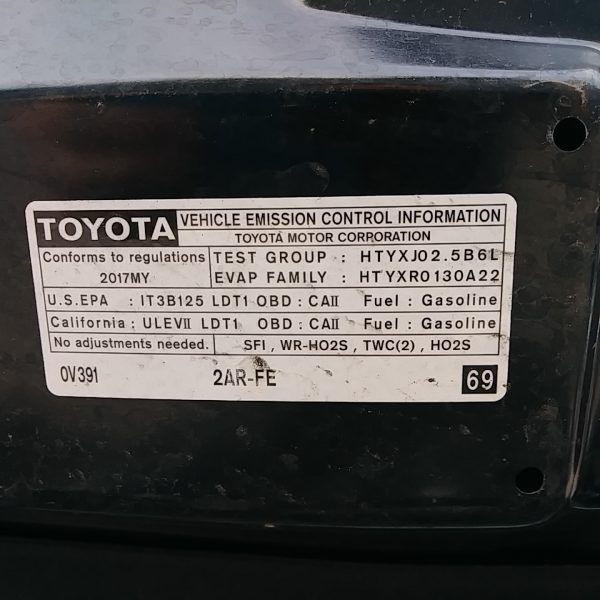 TOYOTA VEHICLE EMISSION CONTROL INFORMATION
TOYOTA MOTOR CORPORATION
Conforms to regulations TEST GROUP : HTYXJ02.5B6L
2017MY EVAP FAMILY : HTYXR0130A22
U.S.EPA : IT3B125 LDT1 OBD : CAII Fuel : Gasoline
California : ULEVII LDT1 OBD : CAII Fuel : Gasoline
No adjustments needed. SFI , WR-HO2S , TWC(2) , HO2S
0V391 2AR-FE 69